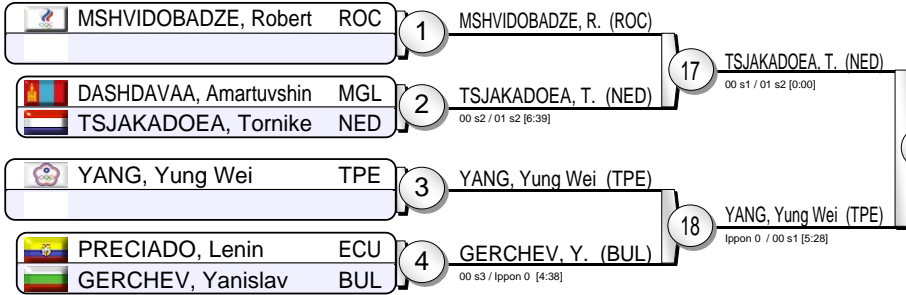 MSHVIDOBADZE, Robert ROC
1
MSHVIDOBADZE, R. (ROC)
17
TSJAKADOEA, T. (NED)
00 s1 / 01 s2 [0:00]
DASHDAVAA, Amartuvshin MGL
TSJAKADOEA, Tornike NED
2
TSJAKADOEA, T. (NED)
00 s2 / 01 s2 [6:39]
YANG, Yung Wei TPE
3
YANG, Yung Wei (TPE)
18
YANG, Yung Wei (TPE)
Ippon 0 / 00 s1 [5:28]
PRECIADO, Lenin ECU
GERCHEV, Yanislav BUL
4
GERCHEV, Y. (BUL)
00 s3 / Ippon 0 [4:38]